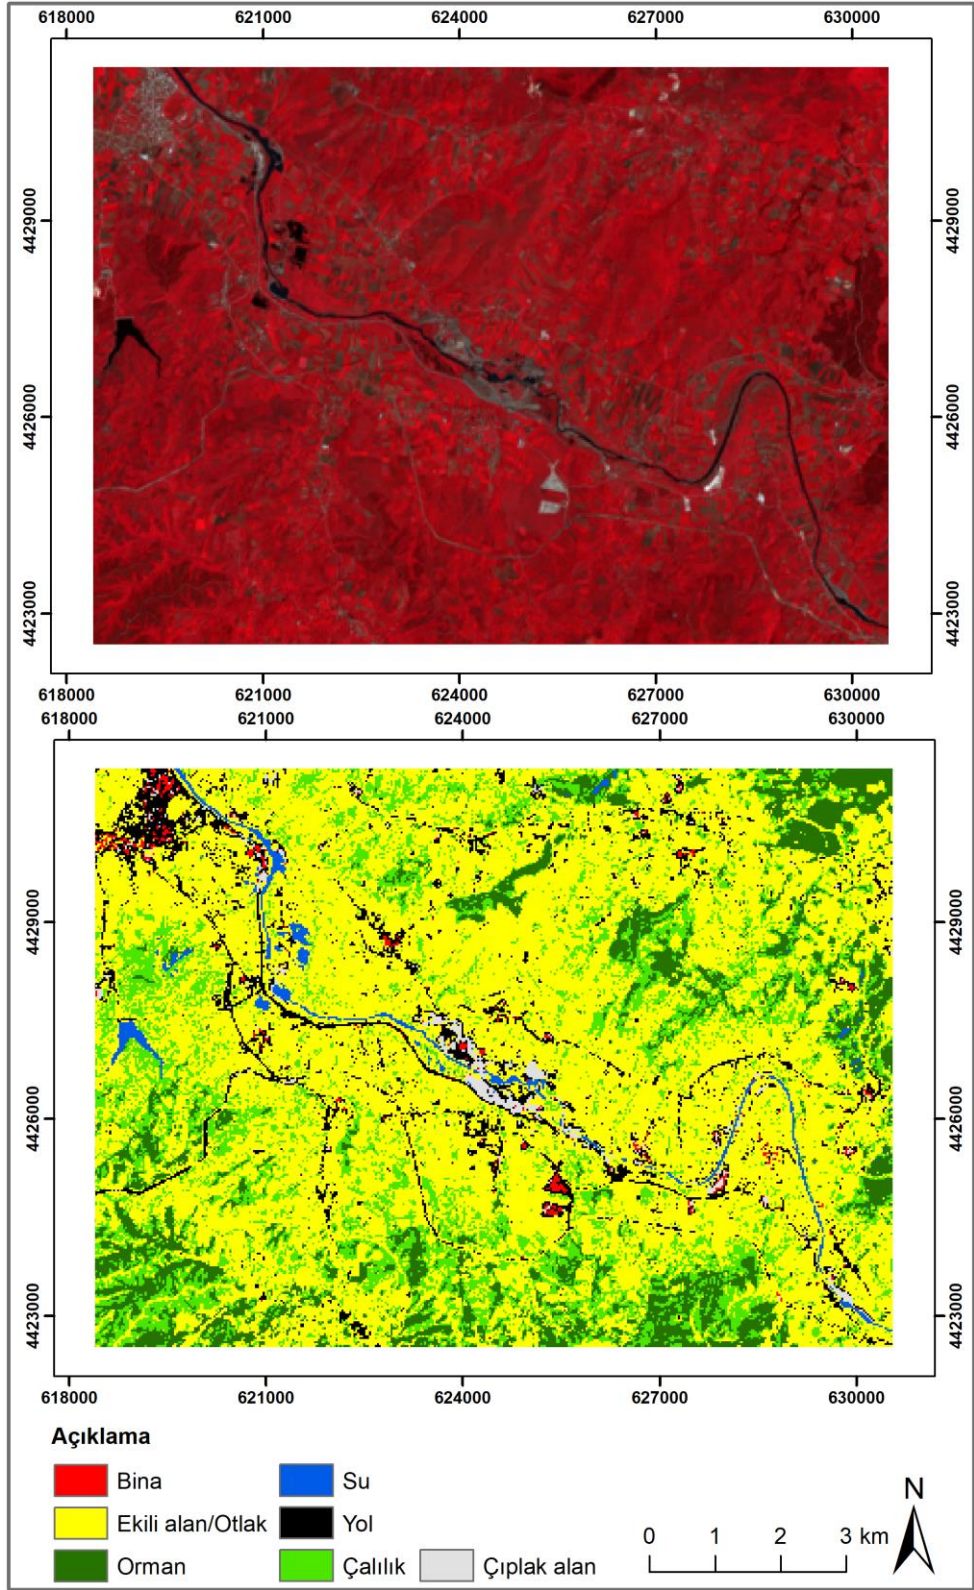 618000 621000 624000 627000 630000
4429000 4429000
4426000 4426000
4423000 4423000
618000 621000 624000 627000 630000
618000 621000 624000 627000 630000
4429000 4429000
4426000 4426000
4423000 4423000
618000 621000 624000 627000 630000
Açıklama
Bina Su
Ekili alan/Otlak Yol
Orman Çalılık Çıplak alan
0 1 2 3 km
N